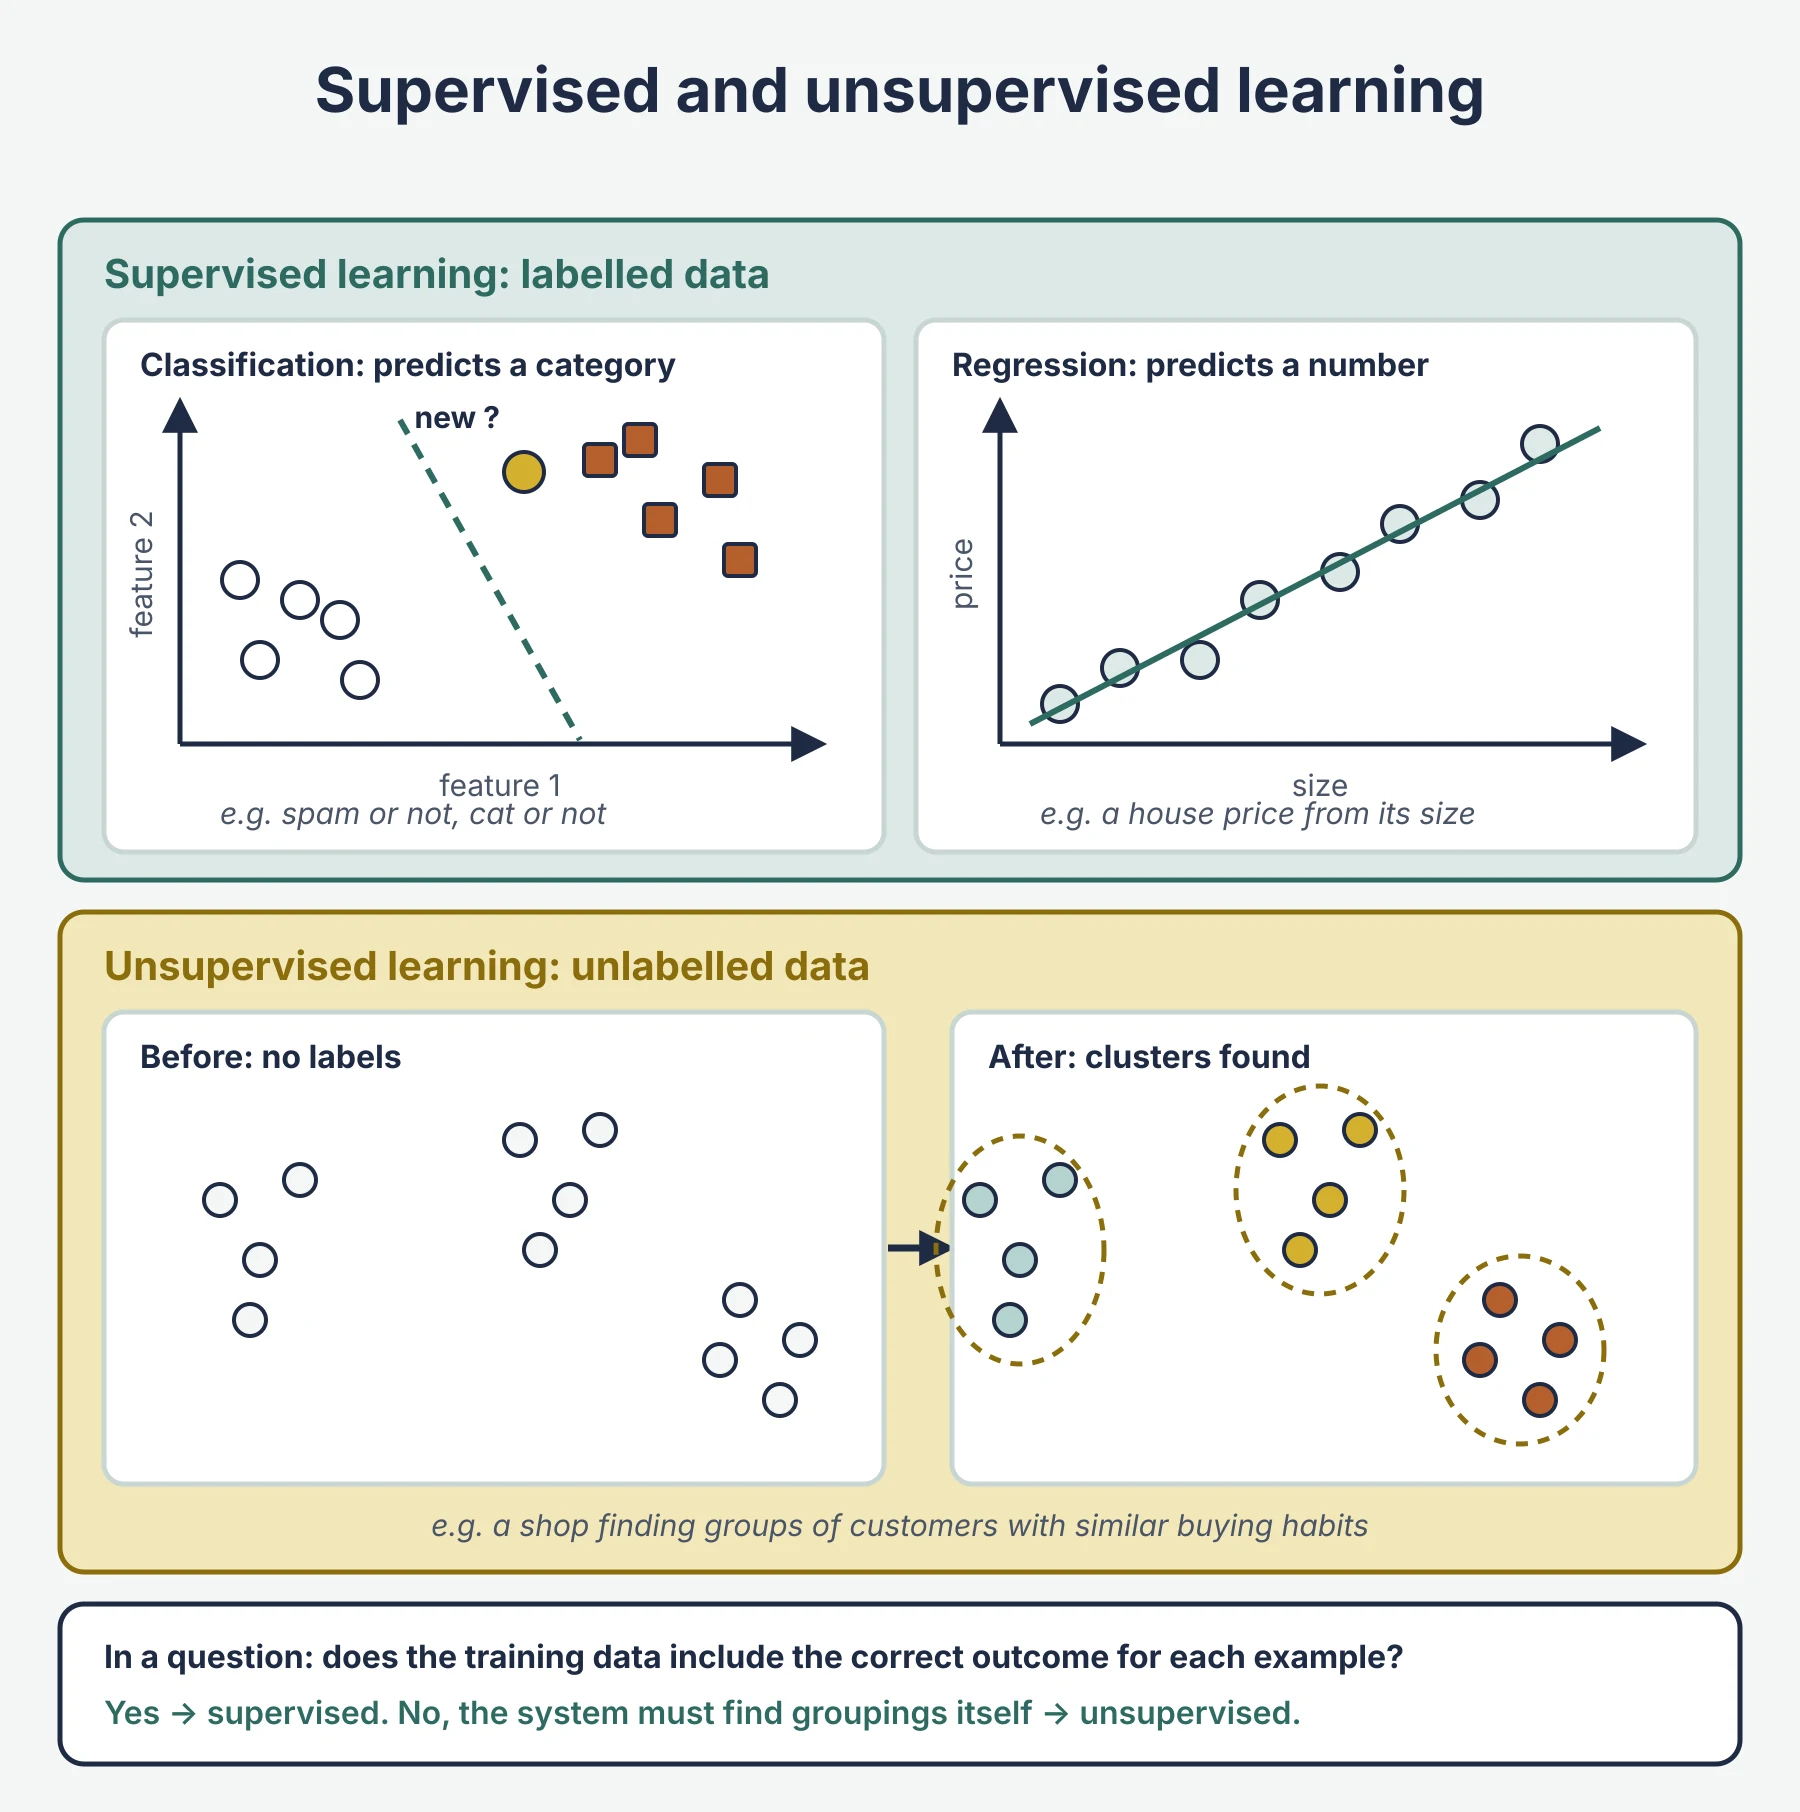 Supervised and unsupervised learning
Supervised learning: labelled data
Classification: predicts a category
new ?
feature 2
feature 1
e.g. spam or not, cat or not
Regression: predicts a number
price
size
e.g. a house price from its size
Unsupervised learning: unlabelled data
Before: no labels
After: clusters found
e.g. a shop finding groups of customers with similar buying habits
In a question: does the training data include the correct outcome for each example?
Yes → supervised. No, the system must find groupings itself → unsupervised.